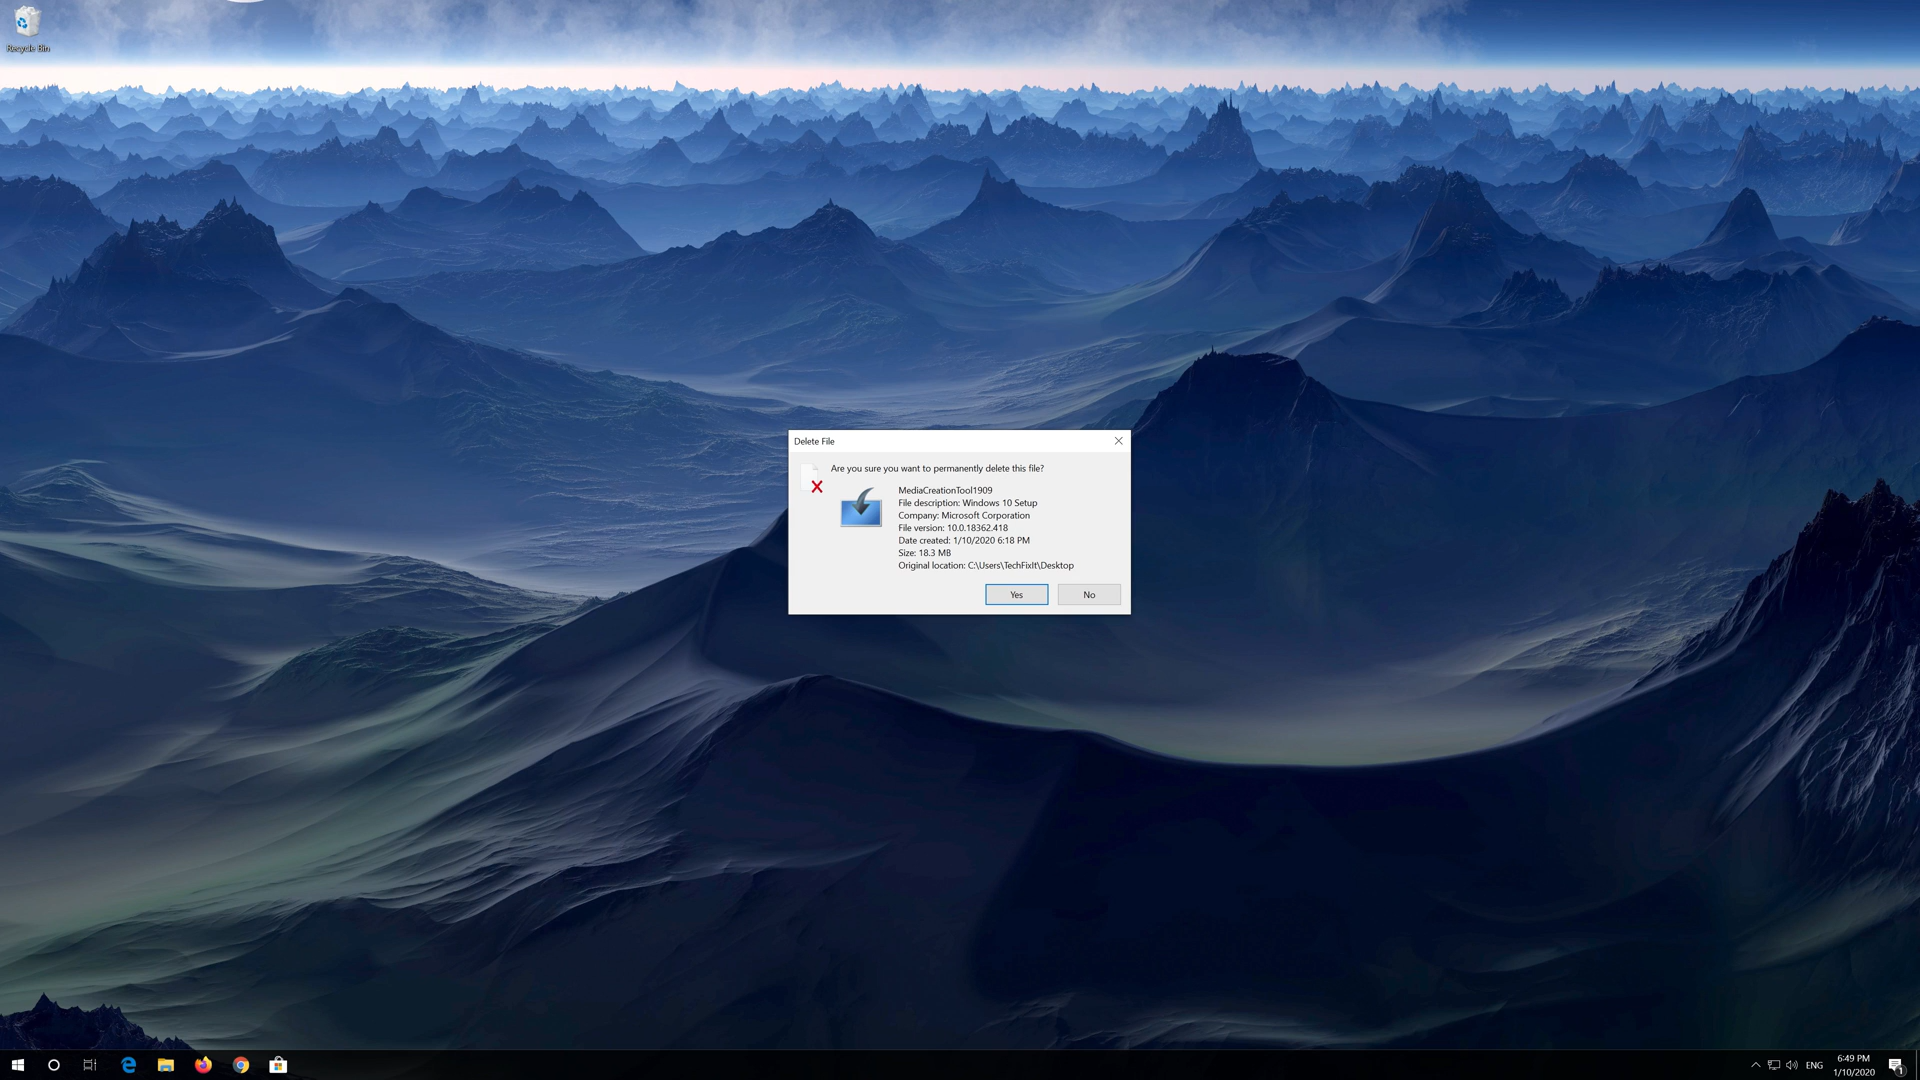 Recycle Bin
Delete File
Are you sure you want to permanently delete this file?
MediaCreationTool1909
File description: Windows 10 Setup
Company: Microsoft Corporation
File version: 10.0.18362.418
Date created: 1/10/2020 6:18 PM
Size: 18.3 MB
Original location: C:\Users\TechFixIt\Desktop
Yes
No
ENG
6:49 PM
1/10/2020
1